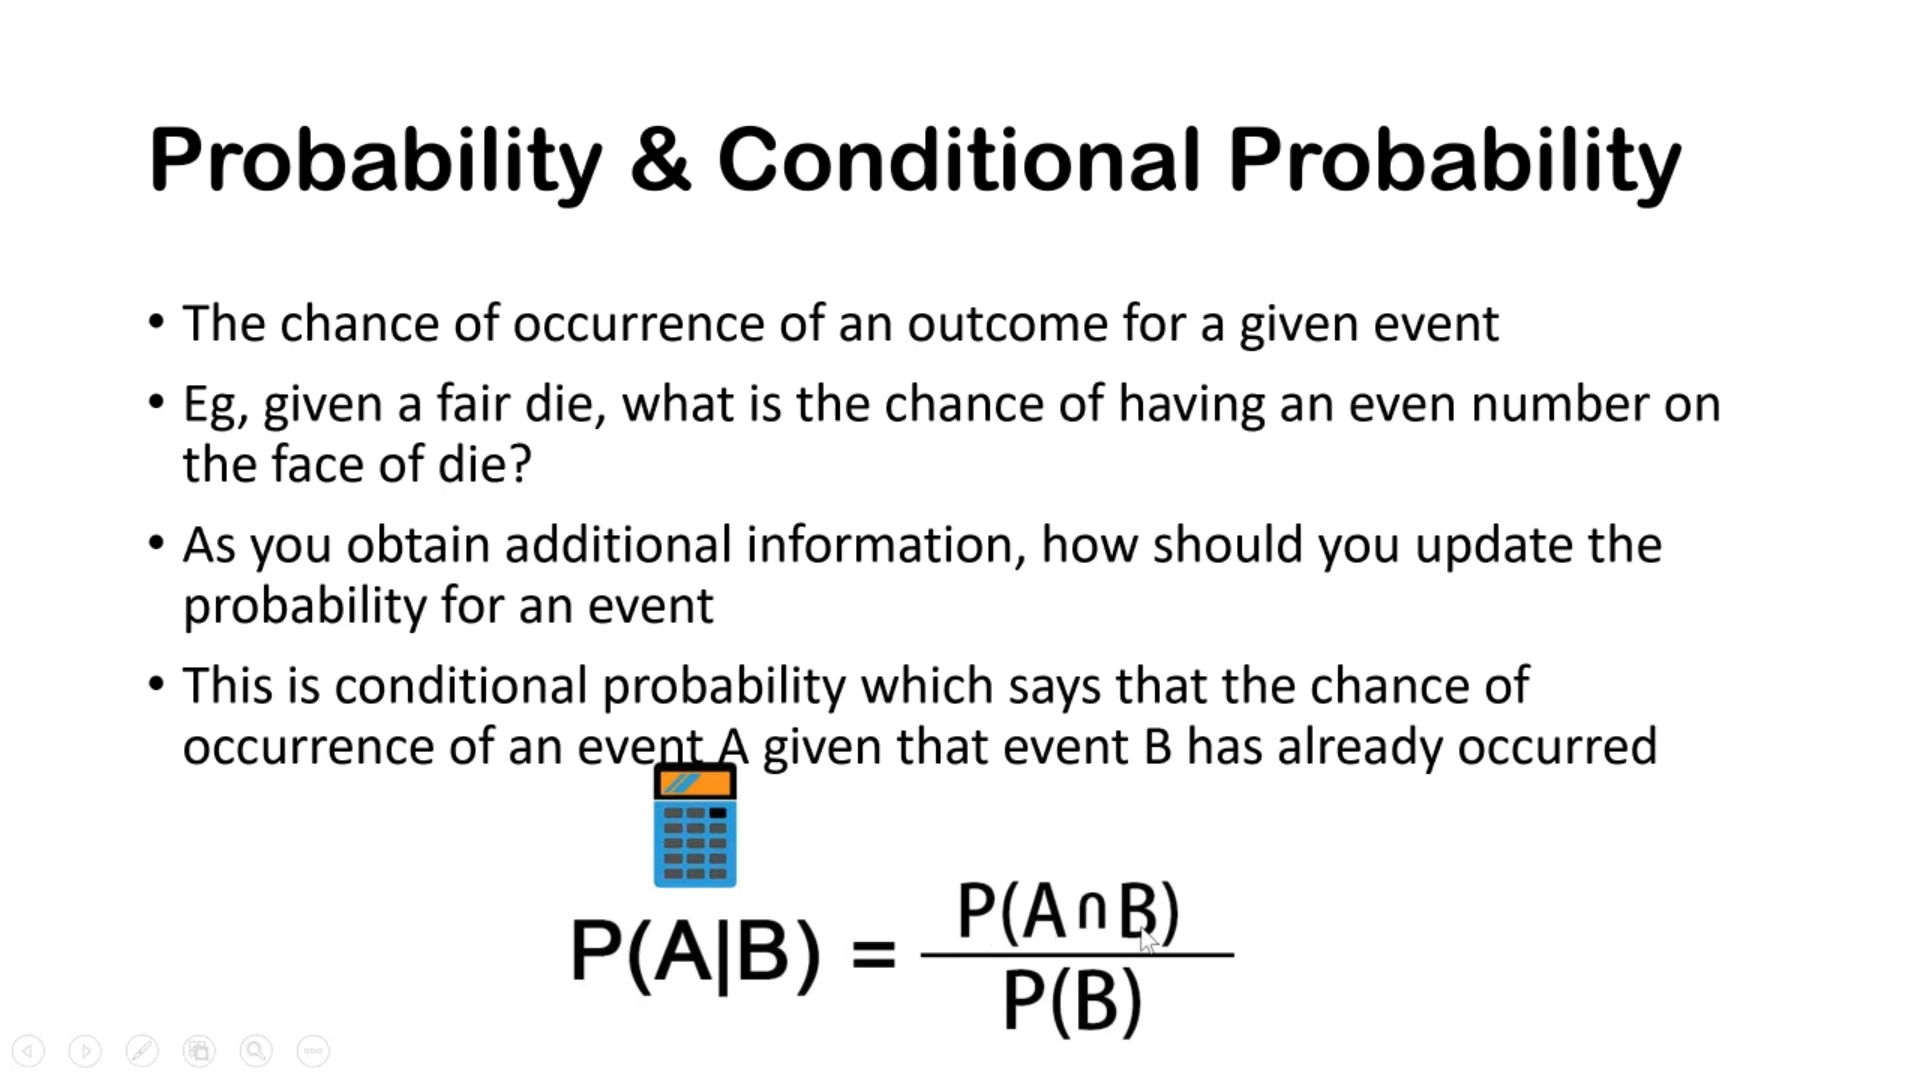 Probability & Conditional Probability
• The chance of occurrence of an outcome for a given event
• Eg, given a fair die, what is the chance of having an even number on
the face of die?
• As you obtain additional information, how should you update the
probability for an event
• This is conditional probability which says that the chance of
occurrence of an event A given that event B has already occurred
P(A|B) = P(A∩B)
P(B)